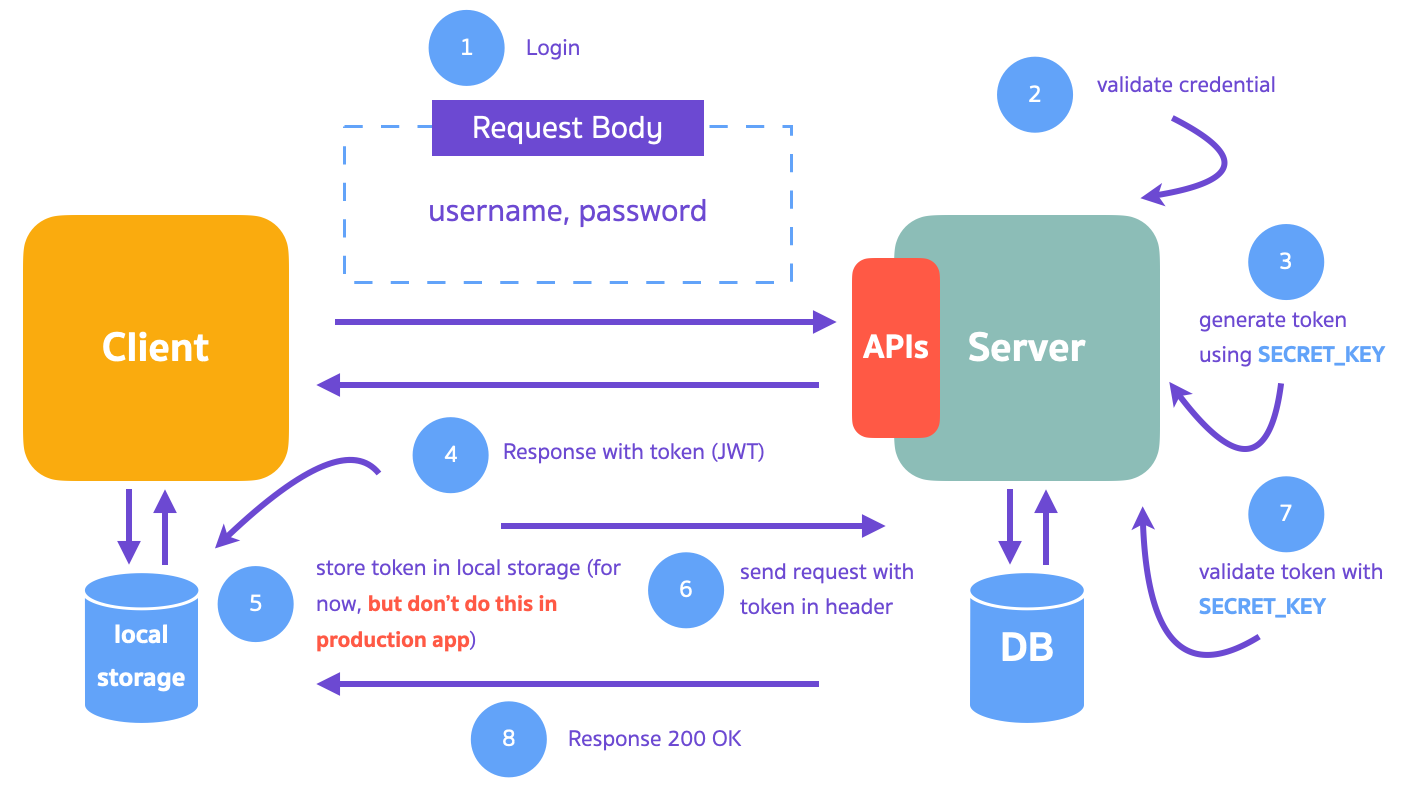 1
Login
Request Body
username, password
2
validate credential
Client
APIs
Server
3
generate token
using SECRET_KEY
4
Response with token (JWT)
5
store token in local storage (for
now, but don’t do this in
production app)
local
storage
6
send request with
token in header
DB
7
validate token with
SECRET_KEY
8
Response 200 OK